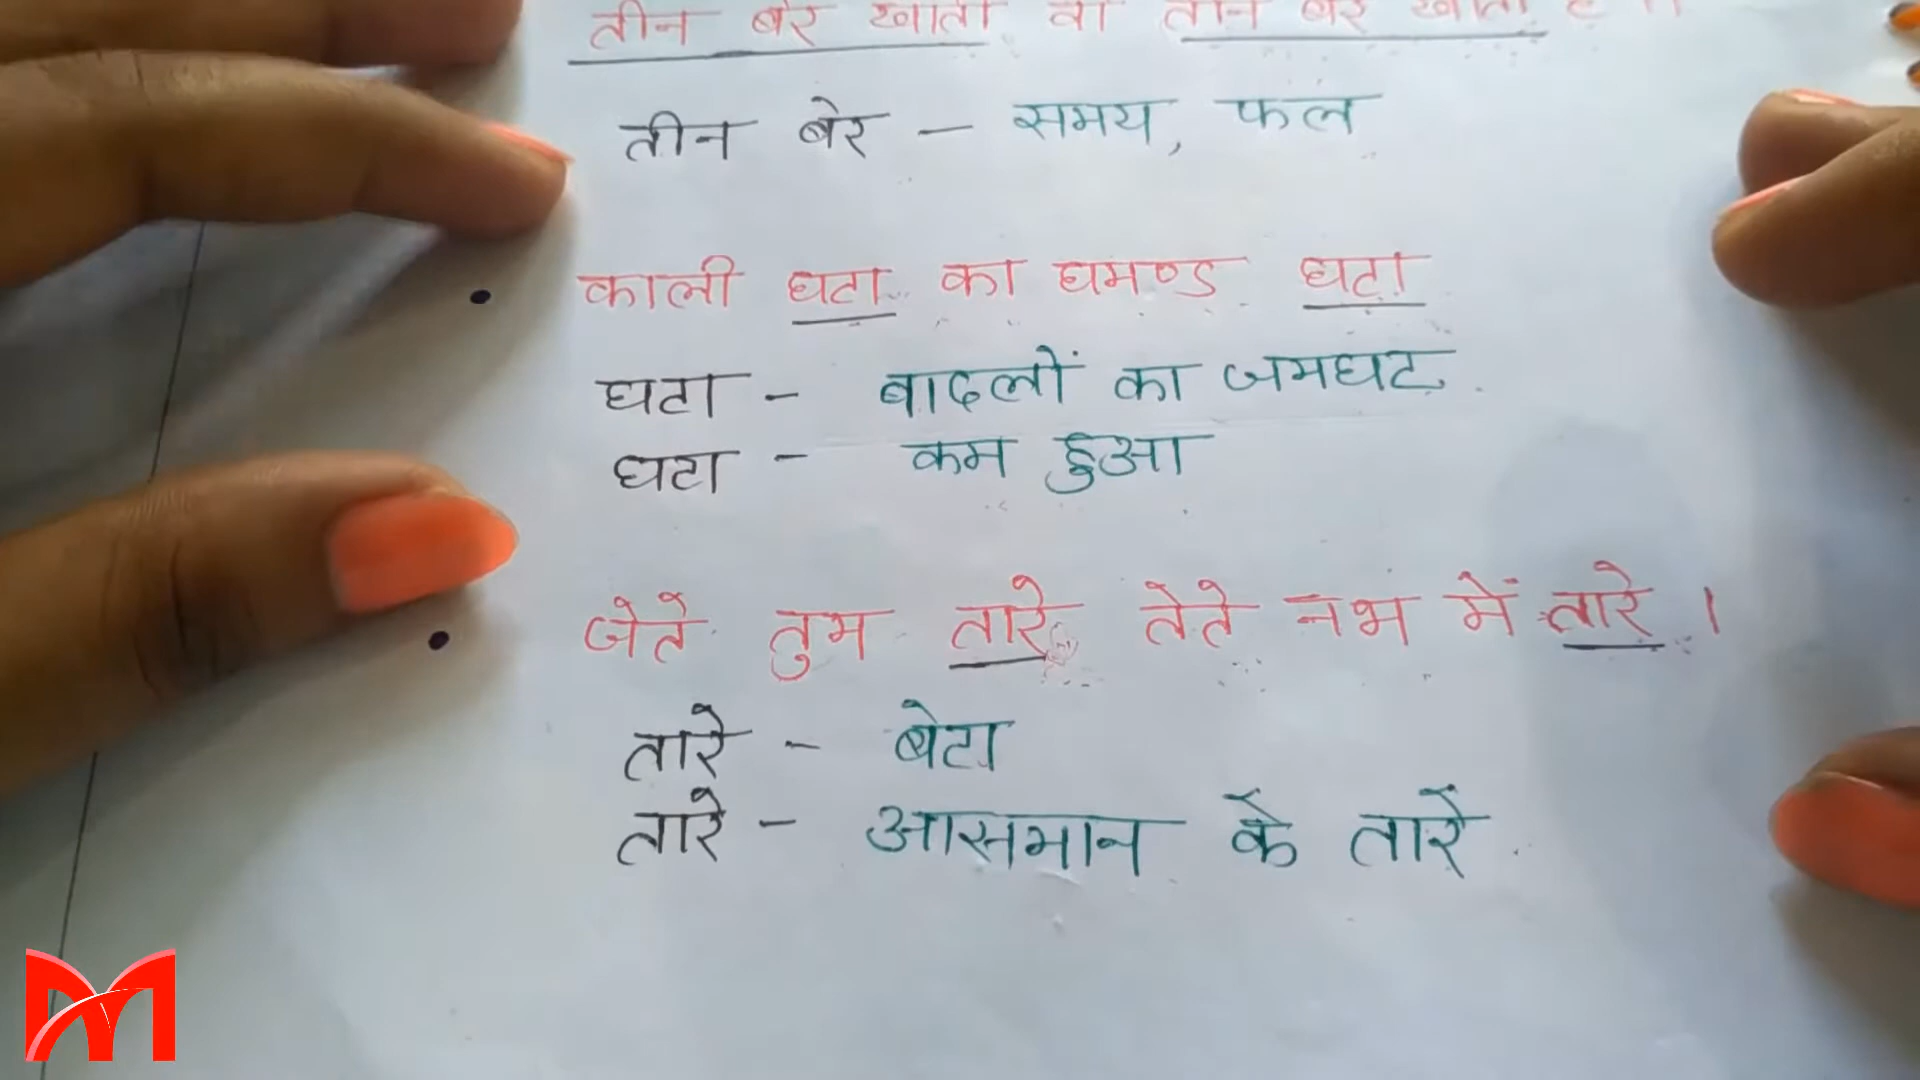 तीन बेर खाती वो तीन बेर खाती है ।।
तीन बेर – समय, फल
• काली घटा का घमण्ड घटा
घटा – बादलों का जमघट
घटा – कम हुआ
• जेते तुम तारे तेते नभ में तारे ।
तारे – बेटा
तारे – आसमान के तारे